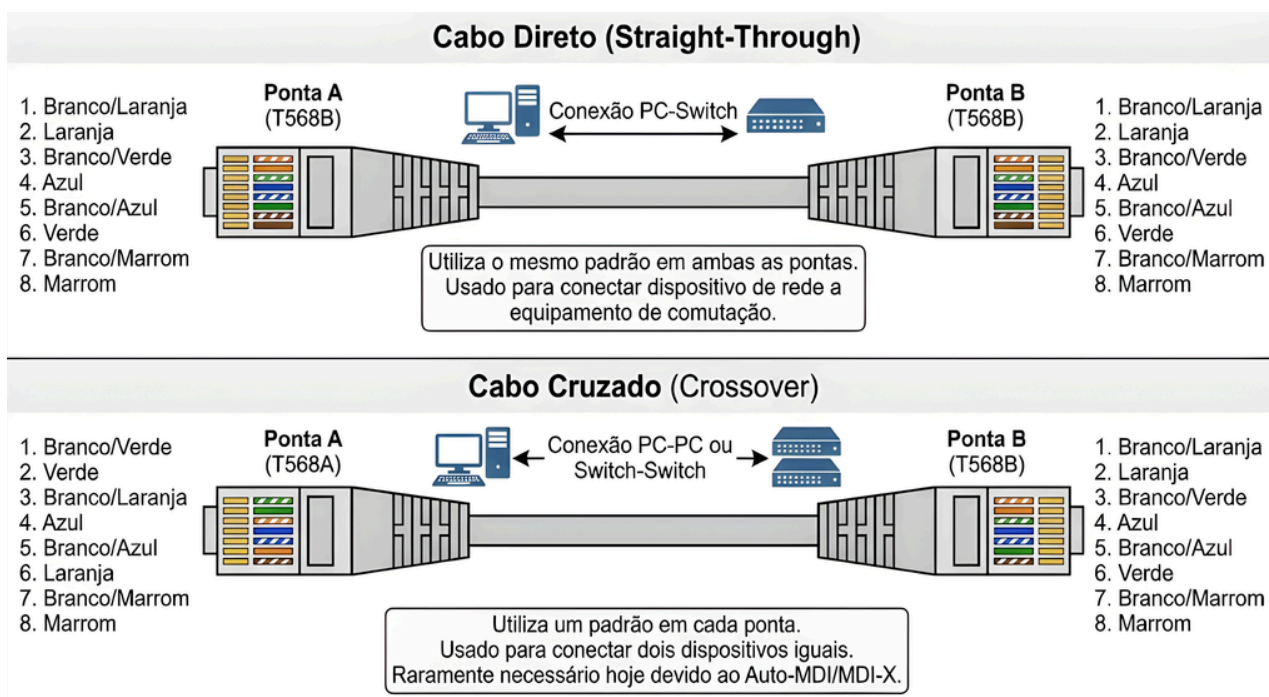 Cabo Direto (Straight-Through)
Ponta A
(T568B)
1. Branco/Laranja
2. Laranja
3. Branco/Verde
4. Azul
5. Branco/Azul
6. Verde
7. Branco/Marrom
8. Marrom
Conexão PC-Switch
Ponta B
(T568B)
1. Branco/Laranja
2. Laranja
3. Branco/Verde
4. Azul
5. Branco/Azul
6. Verde
7. Branco/Marrom
8. Marrom
Utiliza o mesmo padrão em ambas as pontas.
Usado para conectar dispositivo de rede a
equipamento de comutação.
Cabo Cruzado (Crossover)
Ponta A
(T568A)
1. Branco/Verde
2. Verde
3. Branco/Laranja
4. Azul
5. Branco/Azul
6. Laranja
7. Branco/Marrom
8. Marrom
Conexão PC-PC ou
Switch-Switch
Ponta B
(T568B)
1. Branco/Laranja
2. Laranja
3. Branco/Verde
4. Azul
5. Branco/Azul
6. Verde
7. Branco/Marrom
8. Marrom
Utiliza um padrão em cada ponta.
Usado para conectar dois dispositivos iguais.
Raramente necessário hoje devido ao Auto-MDI/MDI-X.